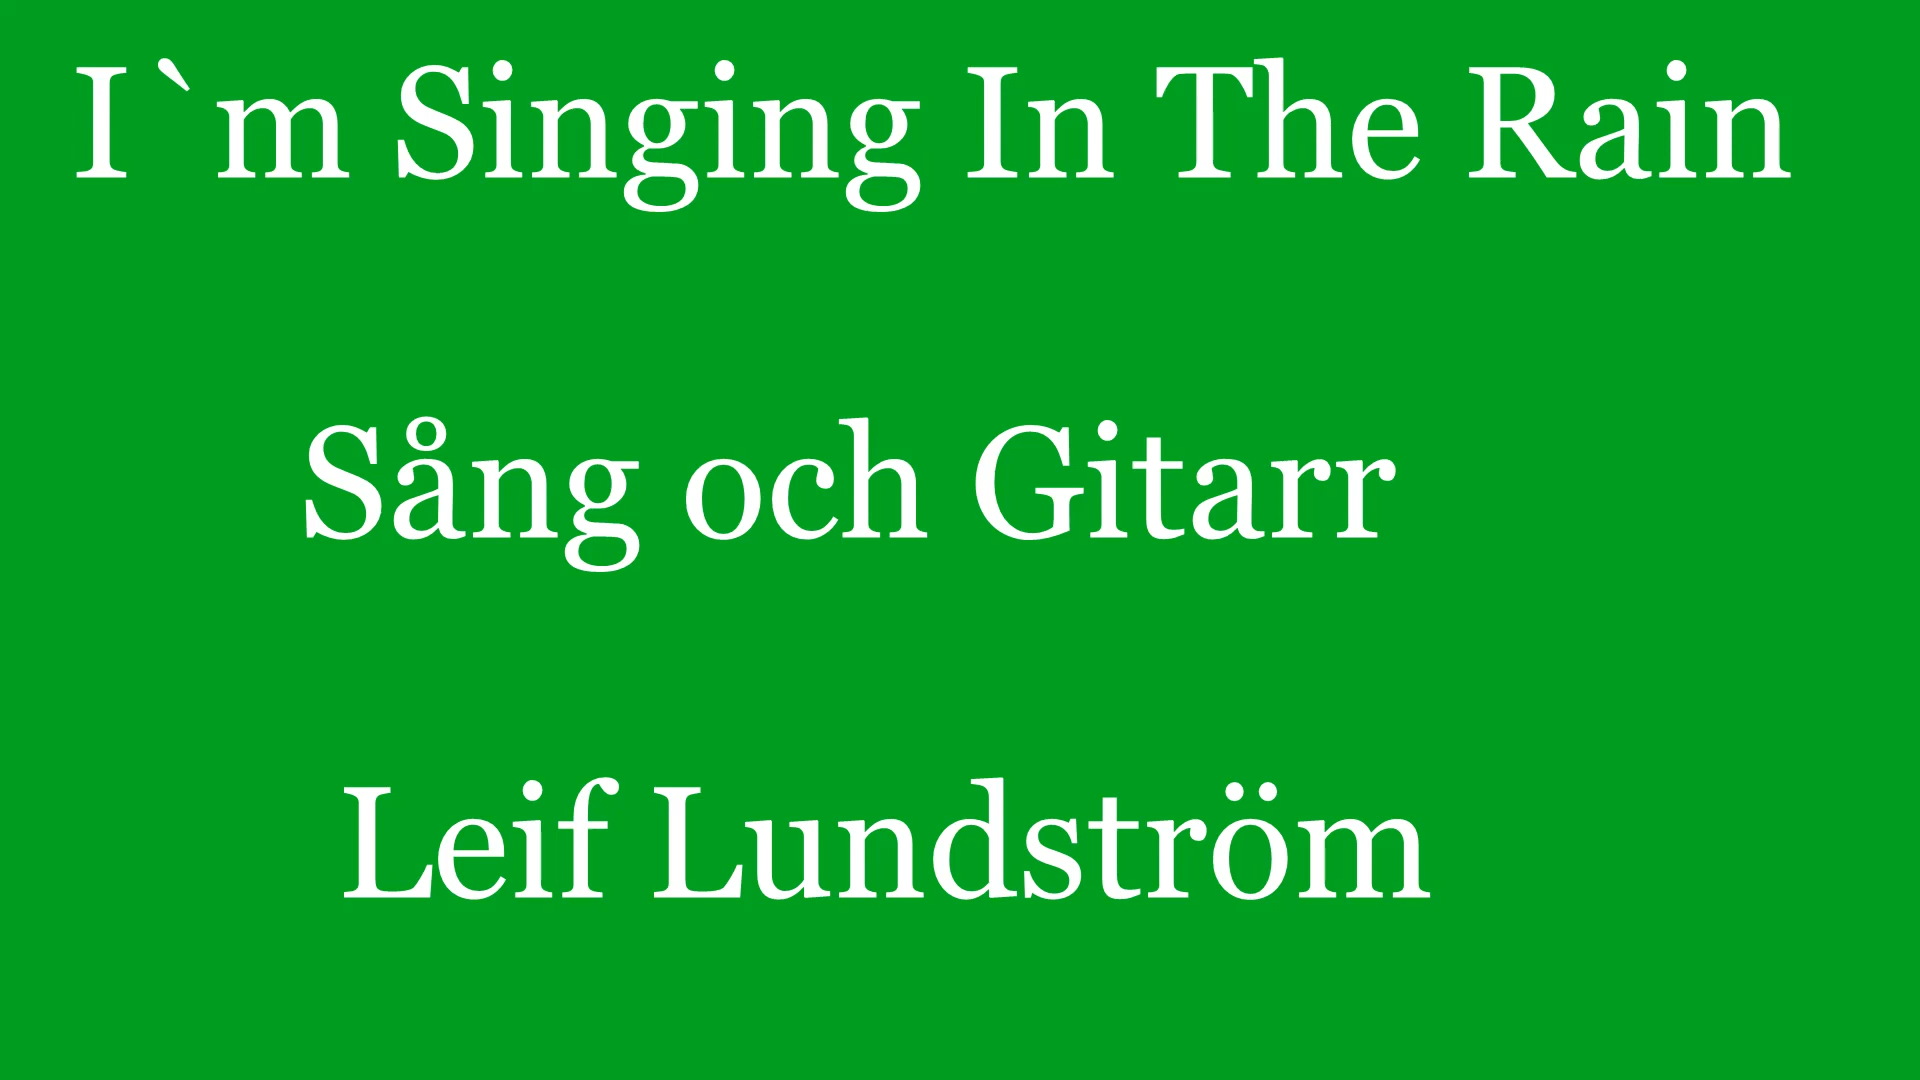 I`m Singing In The Rain
Sång och Gitarr
Leif Lundström